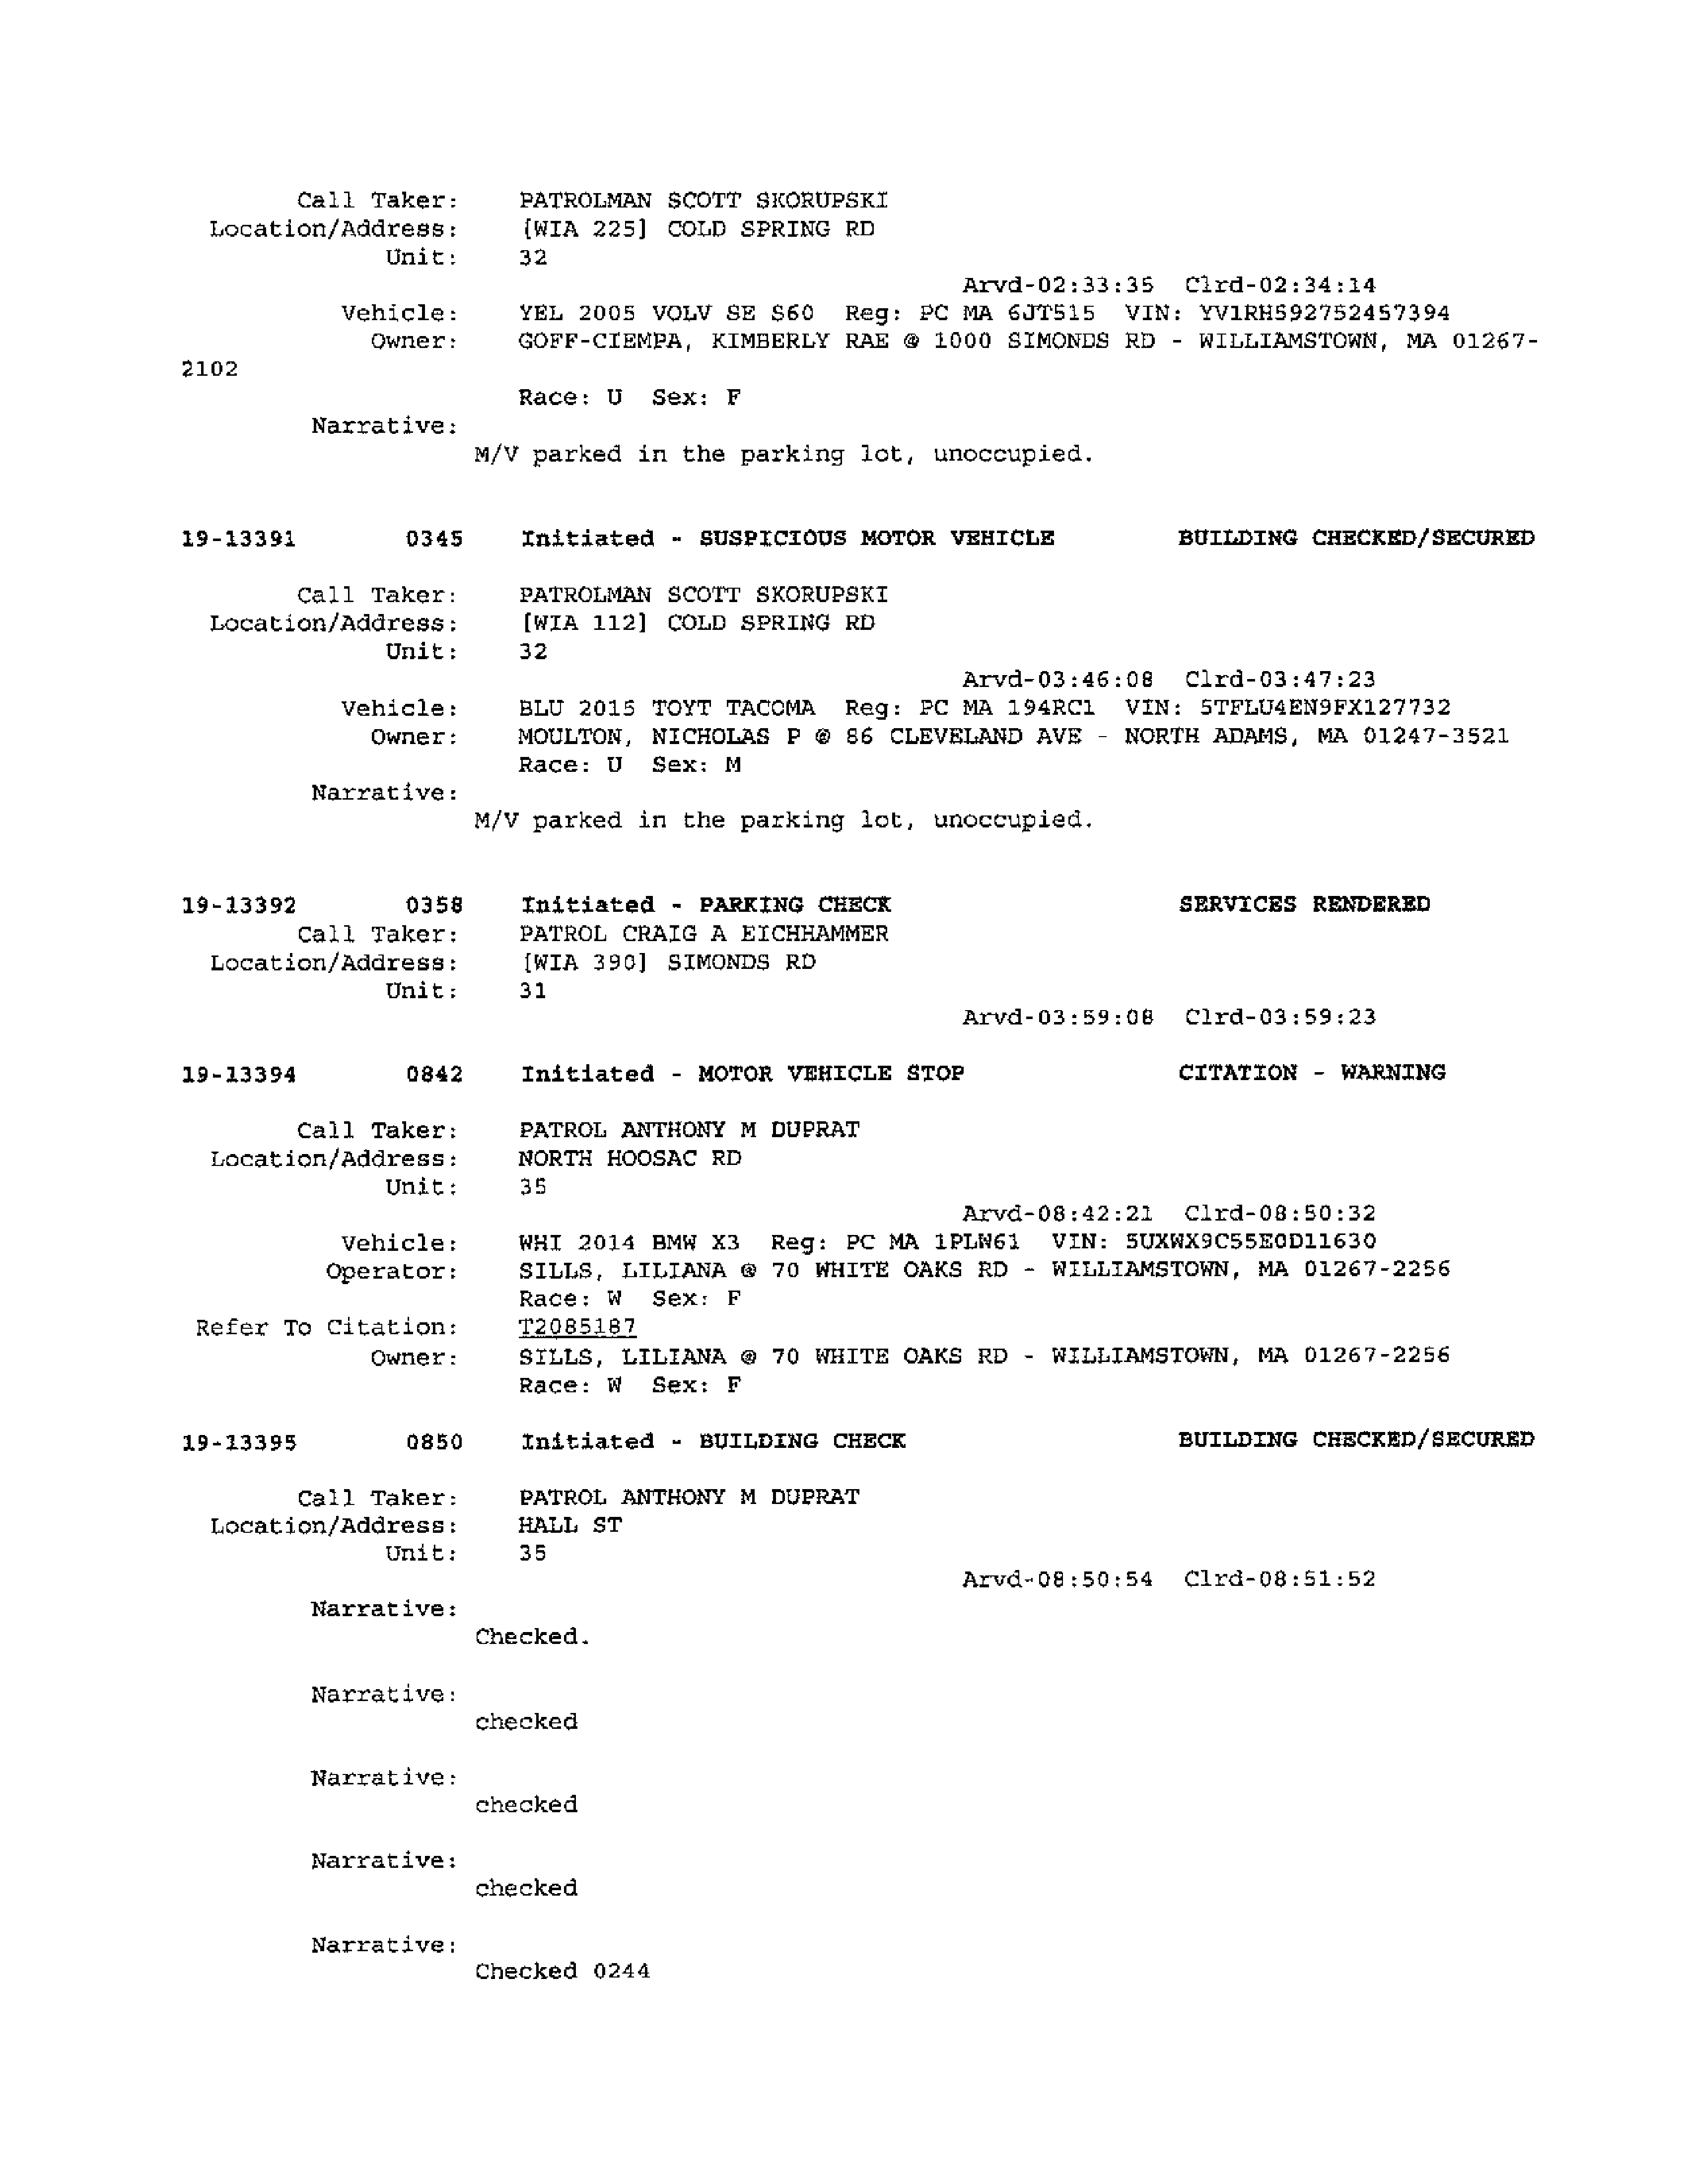 Call Taker: PATROLMAN SCOTT SKORUPSKI
Location/Address: [WIA 225] COLD SPRING RD
Unit: 32
Arvd-02:33:35 Clrd-02:34:14
Vehicle: YEL 2005 VOLV SE S60 Reg: PC MA 6JT515 VIN: YV1RH592752457394
Owner: GOFF-CIEMPA, KIMBERLY RAE @ 1000 SIMONDS RD - WILLIAMSTOWN, MA 01267-
2102
Race: U Sex: F
Narrative:
M/V parked in the parking lot, unoccupied.
19-13391 0345 Initiated - SUSPICIOUS MOTOR VEHICLE BUILDING CHECKED/SECURED
Call Taker: PATROLMAN SCOTT SKORUPSKI
Location/Address: [WIA 112] COLD SPRING RD
Unit: 32
Arvd-03:46:08 Clrd-03:47:23
Vehicle: BLU 2015 TOYT TACOMA Reg: PC MA 194RC1 VIN: 5TFLU4EN9FX127732
Owner: MOULTON, NICHOLAS P @ 86 CLEVELAND AVE - NORTH ADAMS, MA 01247-3521
Race: U Sex: M
Narrative:
M/V parked in the parking lot, unoccupied.
19-13392 0358 Initiated - PARKING CHECK SERVICES RENDERED
Call Taker: PATROL CRAIG A EICHHAMMER
Location/Address: [WIA 390] SIMONDS RD
Unit: 31
Arvd-03:59:08 Clrd-03:59:23
19-13394 0842 Initiated - MOTOR VEHICLE STOP CITATION - WARNING
Call Taker: PATROL ANTHONY M DUPRAT
Location/Address: NORTH HOOSAC RD
Unit: 35
Arvd-08:42:21 Clrd-08:50:32
Vehicle: WHI 2014 BMW X3 Reg: PC MA 1PLW61 VIN: 5UXWX9C55E0D11630
Operator: SILLS, LILIANA @ 70 WHITE OAKS RD - WILLIAMSTOWN, MA 01267-2256
Race: W Sex: F
Refer To Citation: T2085187
Owner: SILLS, LILIANA @ 70 WHITE OAKS RD - WILLIAMSTOWN, MA 01267-2256
Race: W Sex: F
19-13395 0850 Initiated - BUILDING CHECK BUILDING CHECKED/SECURED
Call Taker: PATROL ANTHONY M DUPRAT
Location/Address: HALL ST
Unit: 35
Arvd-08:50:54 Clrd-08:51:52
Narrative:
Checked.
Narrative:
checked
Narrative:
checked
Narrative:
checked
Narrative:
Checked 0244